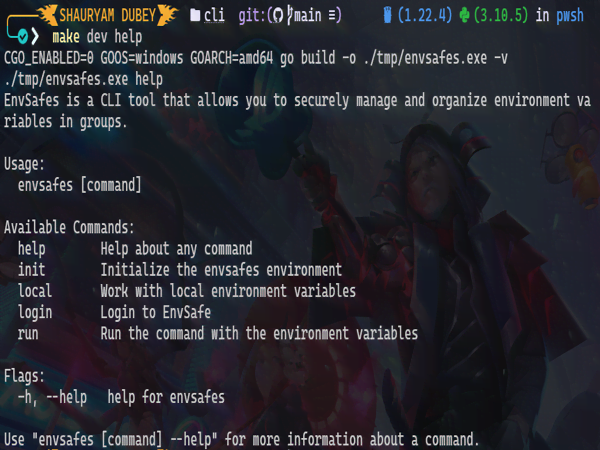 SHAURYAM DUBEY cli git:(main ≡) (1.22.4) (3.10.5) in pwsh
❯ make dev help
CGO_ENABLED=0 GOOS=windows GOARCH=amd64 go build -o ./tmp/envsafes.exe -v
./tmp/envsafes.exe help
EnvSafes is a CLI tool that allows you to securely manage and organize environment va
riables in groups.
Usage:
envsafes [command]
Available Commands:
help Help about any command
init Initialize the envsafes environment
local Work with local environment variables
login Login to EnvSafe
run Run the command with the environment variables
Flags:
-h, --help help for envsafes
Use "envsafes [command] --help" for more information about a command.